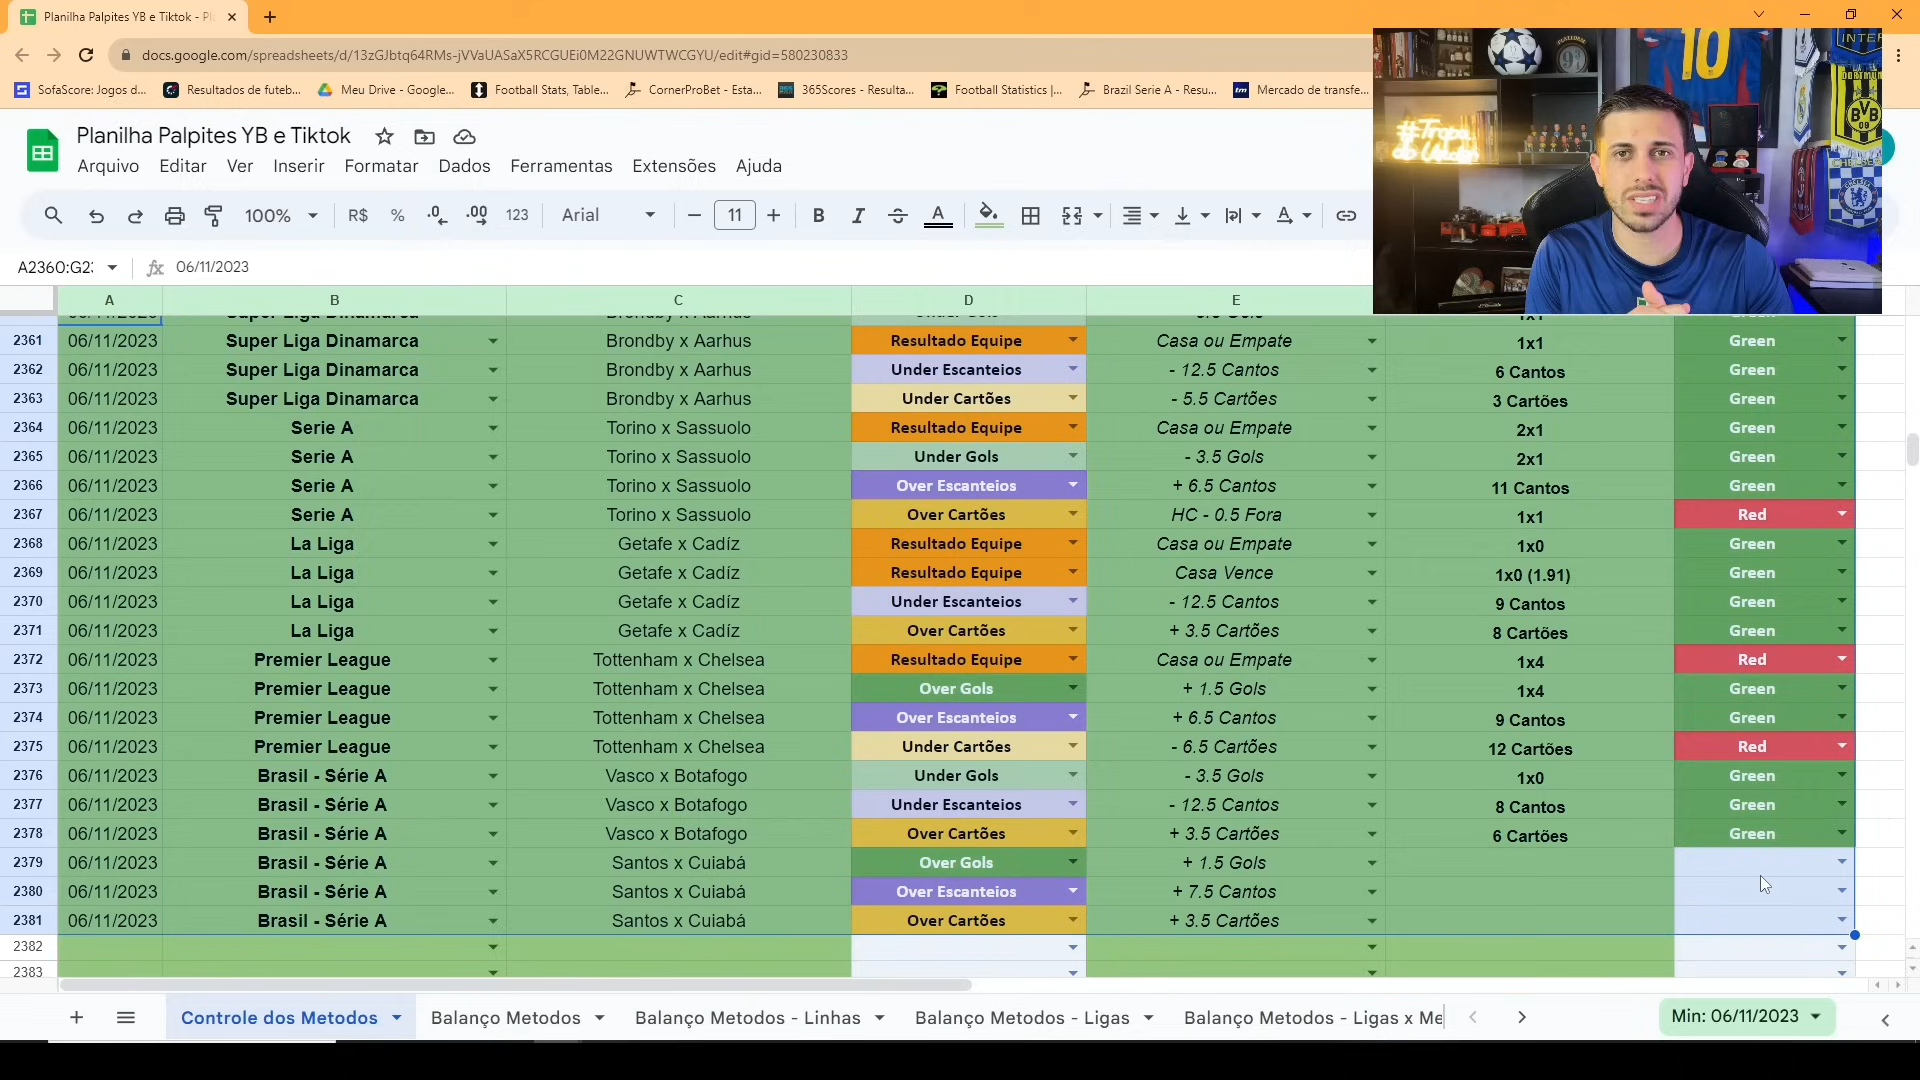 Planilha Palpites YB e Tiktok - Pl
docs.google.com/spreadsheets/d/13zGJbtq64RMs-jVVaUASaX5RCGUEi0M22GNUWTWCGYU/edit#gid=580230833
SofaScore: Jogos d... Resultados de futeb... Meu Drive - Google... Football Stats, Table... CornerProBet - Esta... 365Scores - Resulta... Football Statistics |... Brazil Serie A - Resu... Mercado de transfe...
Planilha Palpites YB e Tiktok
Arquivo Editar Ver Inserir Formatar Dados Ferramentas Extensões Ajuda
100% R$ % .0 .00 123 Arial 11 B I S A
A2360:G2 06/11/2023
A B C D E
2361 06/11/2023 Super Liga Dinamarca Brondby x Aarhus Resultado Equipe Casa ou Empate 1x1 Green
2362 06/11/2023 Super Liga Dinamarca Brondby x Aarhus Under Escanteios - 12.5 Cantos 6 Cantos Green
2363 06/11/2023 Super Liga Dinamarca Brondby x Aarhus Under Cartões - 5.5 Cartões 3 Cartões Green
2364 06/11/2023 Serie A Torino x Sassuolo Resultado Equipe Casa ou Empate 2x1 Green
2365 06/11/2023 Serie A Torino x Sassuolo Under Gols - 3.5 Gols 2x1 Green
2366 06/11/2023 Serie A Torino x Sassuolo Over Escanteios + 6.5 Cantos 11 Cantos Green
2367 06/11/2023 Serie A Torino x Sassuolo Over Cartões HC - 0.5 Fora 1x1 Red
2368 06/11/2023 La Liga Getafe x Cadíz Resultado Equipe Casa ou Empate 1x0 Green
2369 06/11/2023 La Liga Getafe x Cadíz Resultado Equipe Casa Vence 1x0 (1.91) Green
2370 06/11/2023 La Liga Getafe x Cadíz Under Escanteios - 12.5 Cantos 9 Cantos Green
2371 06/11/2023 La Liga Getafe x Cadíz Over Cartões + 3.5 Cartões 8 Cartões Green
2372 06/11/2023 Premier League Tottenham x Chelsea Resultado Equipe Casa ou Empate 1x4 Red
2373 06/11/2023 Premier League Tottenham x Chelsea Over Gols + 1.5 Gols 1x4 Green
2374 06/11/2023 Premier League Tottenham x Chelsea Over Escanteios + 6.5 Cantos 9 Cantos Green
2375 06/11/2023 Premier League Tottenham x Chelsea Under Cartões - 6.5 Cartões 12 Cartões Red
2376 06/11/2023 Brasil - Série A Vasco x Botafogo Under Gols - 3.5 Gols 1x0 Green
2377 06/11/2023 Brasil - Série A Vasco x Botafogo Under Escanteios - 12.5 Cantos 8 Cantos Green
2378 06/11/2023 Brasil - Série A Vasco x Botafogo Over Cartões + 3.5 Cartões 6 Cartões Green
2379 06/11/2023 Brasil - Série A Santos x Cuiabá Over Gols + 1.5 Gols
2380 06/11/2023 Brasil - Série A Santos x Cuiabá Over Escanteios + 7.5 Cantos
2381 06/11/2023 Brasil - Série A Santos x Cuiabá Over Cartões + 3.5 Cartões
2382
2383
Controle dos Metodos Balanço Metodos Balanço Metodos - Linhas Balanço Metodos - Ligas Balanço Metodos - Ligas x Me Min: 06/11/2023
#Tropa
10
INTER
DORTMUND
BVB
09
CHELSEA